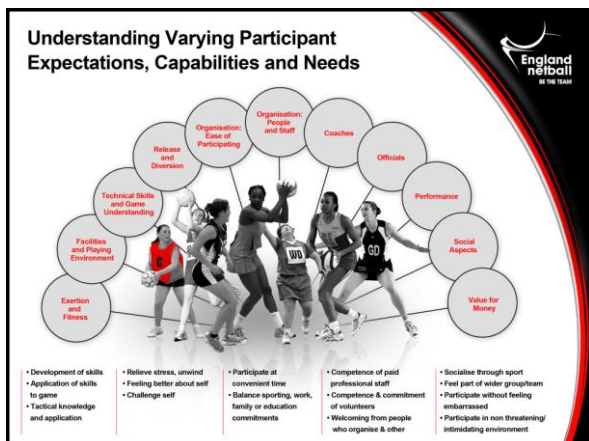 Understanding Varying Participant
Expectations, Capabilities and Needs
England
netball
BE THE TEAM
Exertion
and
Fitness
Facilities
and Playing
Environment
Technical Skills
and Game
Understanding
Release
and
Diversion
Organisation:
Ease of
Participating
Organisation:
People
and Staff
Coaches
Officials
Performance
Social
Aspects
Value for
Money
C
WD
GD
• Development of skills
• Application of skills
to game
• Tactical knowledge
and application
• Relieve stress, unwind
• Feeling better about self
• Challenge self
• Participate at
convenient time
• Balance sporting, work,
family or education
commitments
• Competence of paid
professional staff
• Competence & commitment
of volunteers
• Welcoming from people
who organise & other
• Socialise through sport
• Feel part of wider group/team
• Participate without feeling
embarrassed
• Participate in non threatening/
intimidating environment